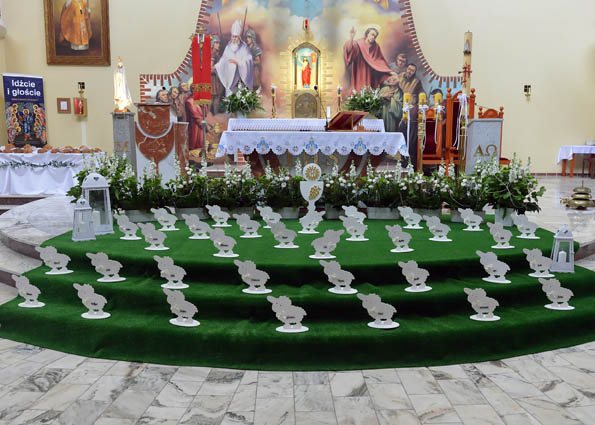 Idźcie
i głoście
Α Ω